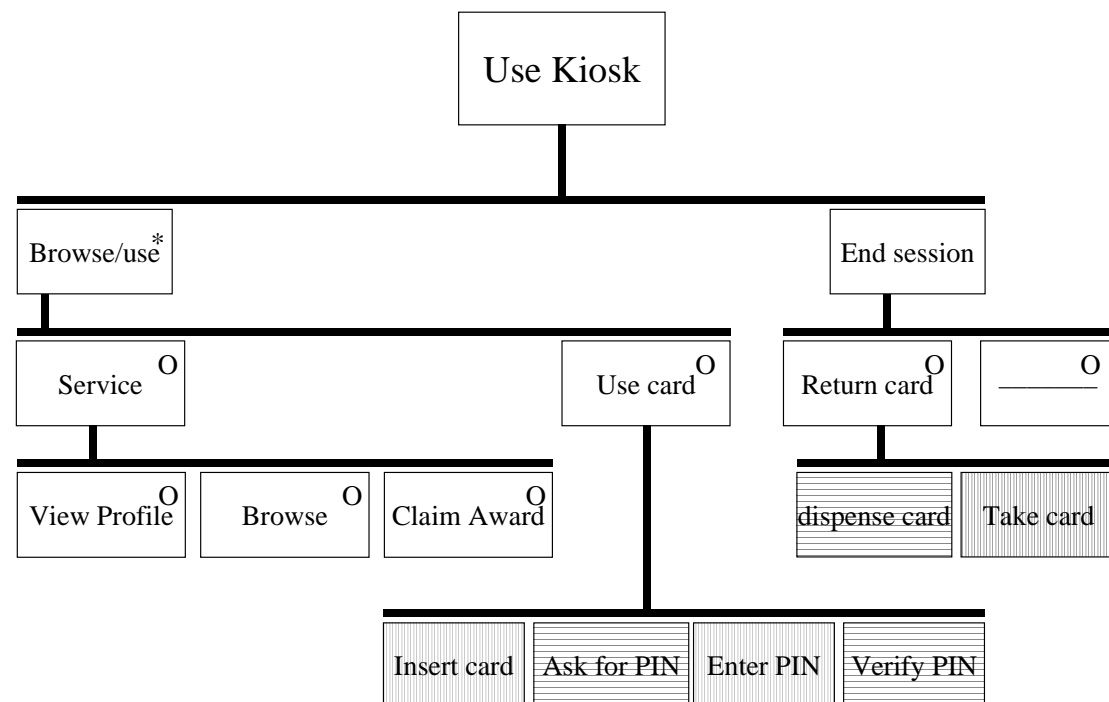 Use Kiosk
Browse/use*
End session
Service O
Use card O
Return card O
O
View Profile O
Browse O
Claim Award O
dispense card
Take card
Insert card
Ask for PIN
Enter PIN
Verify PIN